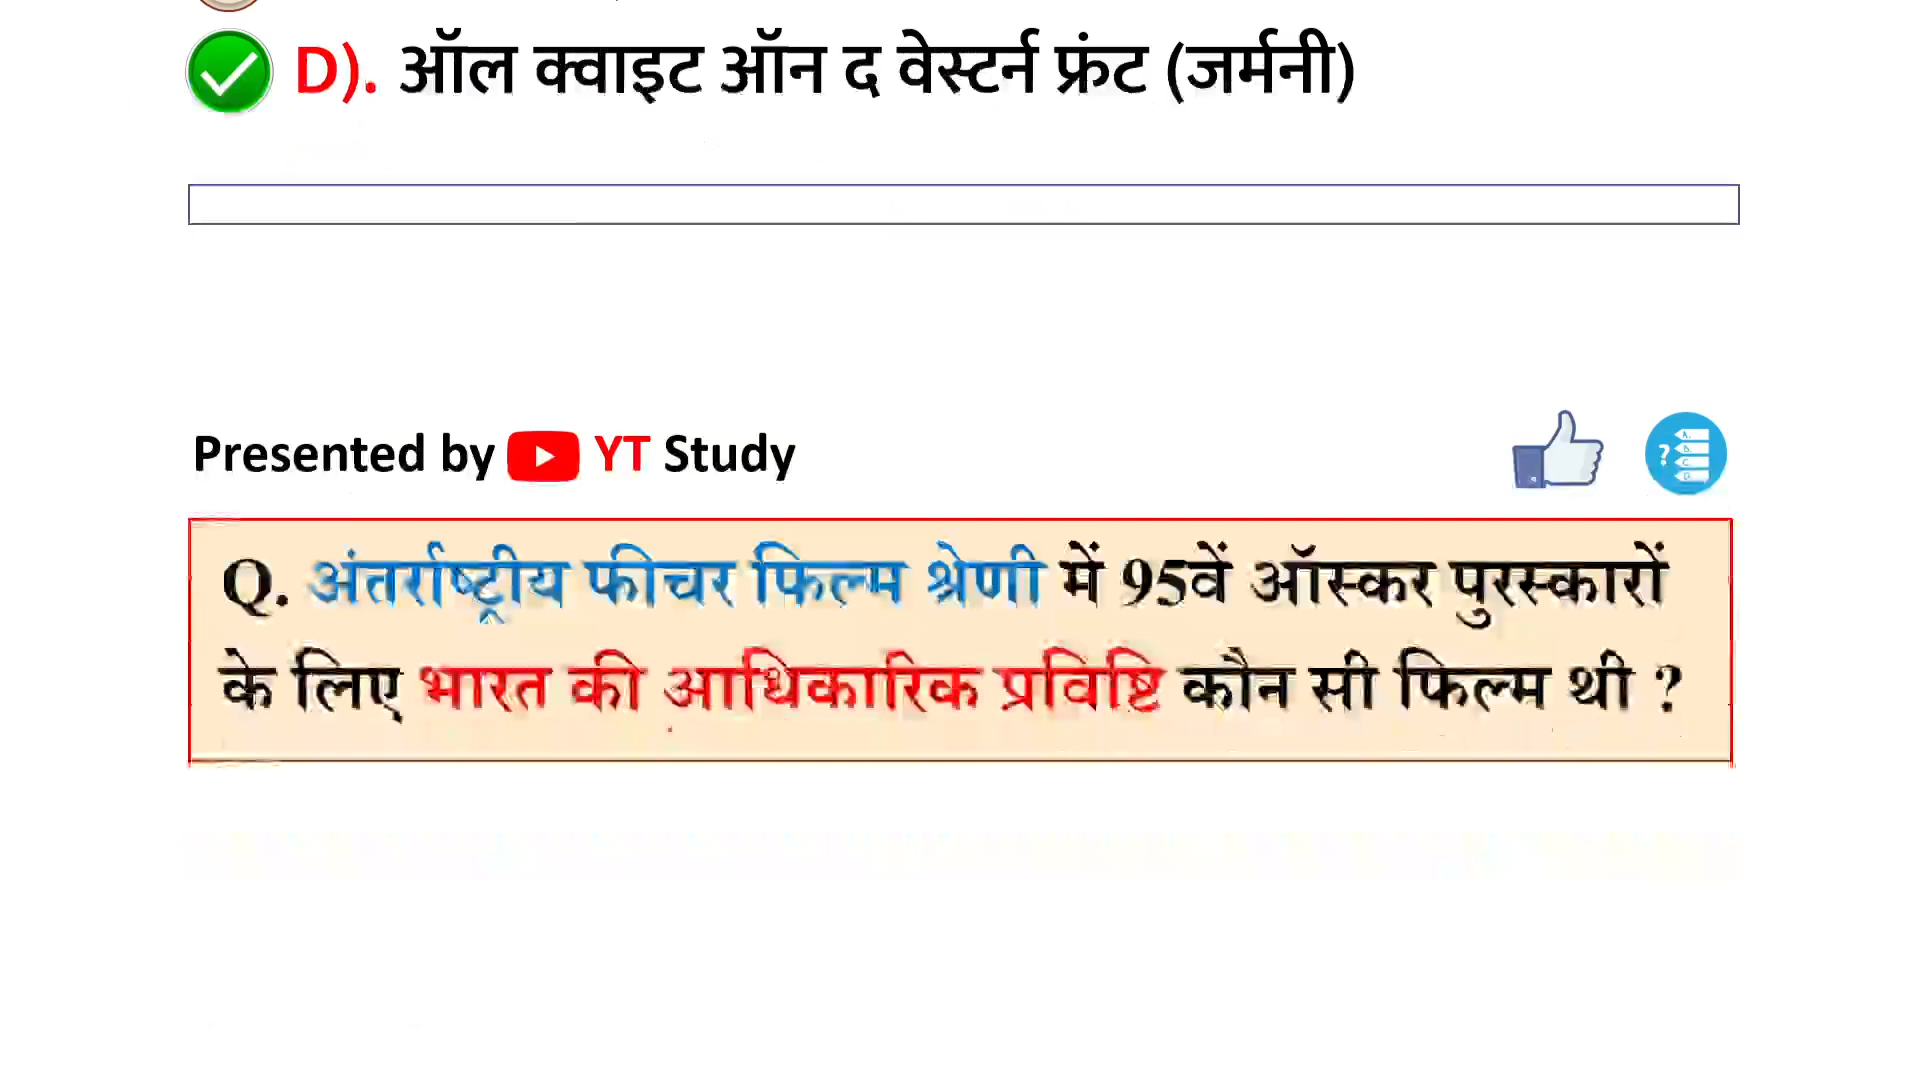 D). ऑल क्वाइट ऑन द वेस्टर्न फ्रंट (जर्मनी)
Presented by YT Study
Q. अंतर्राष्ट्रीय फीचर फिल्म श्रेणी में 95वें ऑस्कर पुरस्कारों
के लिए भारत की आधिकारिक प्रविष्टि कौन सी फिल्म थी ?